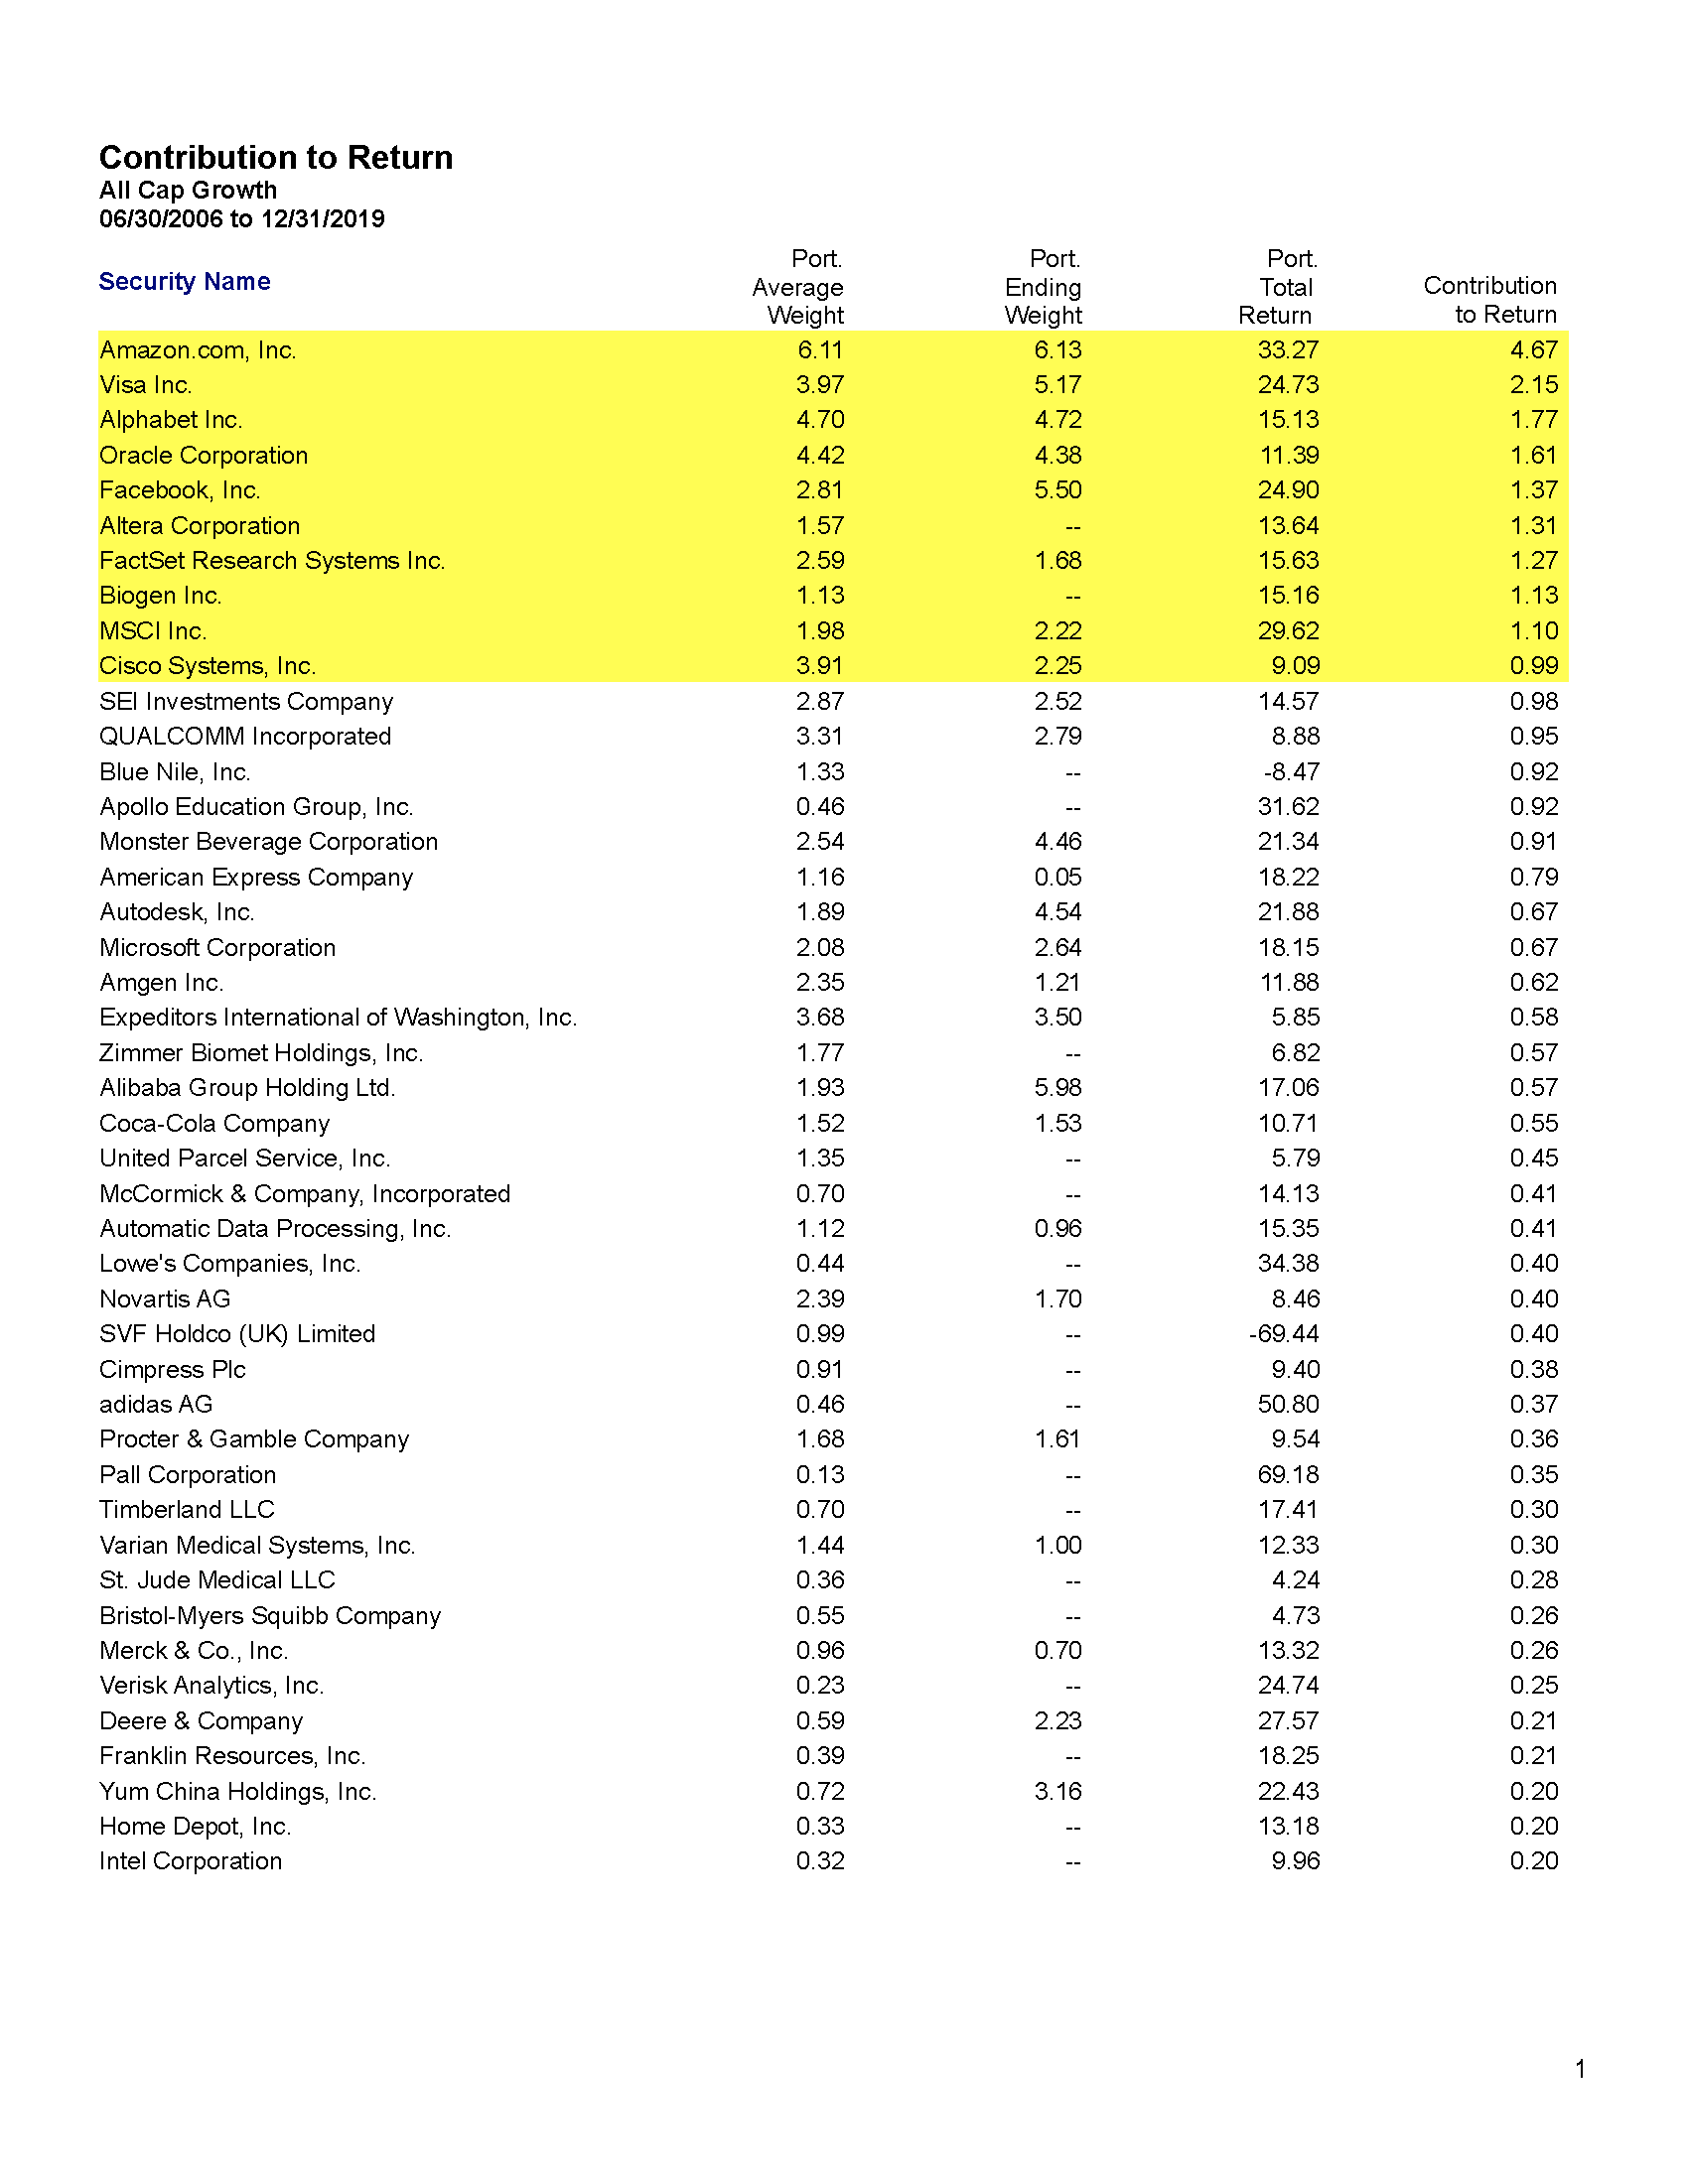 Contribution to Return
All Cap Growth
06/30/2006 to 12/31/2019
Security Name Port. Average Weight Port. Ending Weight Port. Total Return Contribution to Return
Amazon.com, Inc. 6.11 6.13 33.27 4.67
Visa Inc. 3.97 5.17 24.73 2.15
Alphabet Inc. 4.70 4.72 15.13 1.77
Oracle Corporation 4.42 4.38 11.39 1.61
Facebook, Inc. 2.81 5.50 24.90 1.37
Altera Corporation 1.57 -- 13.64 1.31
FactSet Research Systems Inc. 2.59 1.68 15.63 1.27
Biogen Inc. 1.13 -- 15.16 1.13
MSCI Inc. 1.98 2.22 29.62 1.10
Cisco Systems, Inc. 3.91 2.25 9.09 0.99
SEI Investments Company 2.87 2.52 14.57 0.98
QUALCOMM Incorporated 3.31 2.79 8.88 0.95
Blue Nile, Inc. 1.33 -- -8.47 0.92
Apollo Education Group, Inc. 0.46 -- 31.62 0.92
Monster Beverage Corporation 2.54 4.46 21.34 0.91
American Express Company 1.16 0.05 18.22 0.79
Autodesk, Inc. 1.89 4.54 21.88 0.67
Microsoft Corporation 2.08 2.64 18.15 0.67
Amgen Inc. 2.35 1.21 11.88 0.62
Expeditors International of Washington, Inc. 3.68 3.50 5.85 0.58
Zimmer Biomet Holdings, Inc. 1.77 -- 6.82 0.57
Alibaba Group Holding Ltd. 1.93 5.98 17.06 0.57
Coca-Cola Company 1.52 1.53 10.71 0.55
United Parcel Service, Inc. 1.35 -- 5.79 0.45
McCormick & Company, Incorporated 0.70 -- 14.13 0.41
Automatic Data Processing, Inc. 1.12 0.96 15.35 0.41
Lowe's Companies, Inc. 0.44 -- 34.38 0.40
Novartis AG 2.39 1.70 8.46 0.40
SVF Holdco (UK) Limited 0.99 -- -69.44 0.40
Cimpress Plc 0.91 -- 9.40 0.38
adidas AG 0.46 -- 50.80 0.37
Procter & Gamble Company 1.68 1.61 9.54 0.36
Pall Corporation 0.13 -- 69.18 0.35
Timberland LLC 0.70 -- 17.41 0.30
Varian Medical Systems, Inc. 1.44 1.00 12.33 0.30
St. Jude Medical LLC 0.36 -- 4.24 0.28
Bristol-Myers Squibb Company 0.55 -- 4.73 0.26
Merck & Co., Inc. 0.96 0.70 13.32 0.26
Verisk Analytics, Inc. 0.23 -- 24.74 0.25
Deere & Company 0.59 2.23 27.57 0.21
Franklin Resources, Inc. 0.39 -- 18.25 0.21
Yum China Holdings, Inc. 0.72 3.16 22.43 0.20
Home Depot, Inc. 0.33 -- 13.18 0.20
Intel Corporation 0.32 -- 9.96 0.20
1